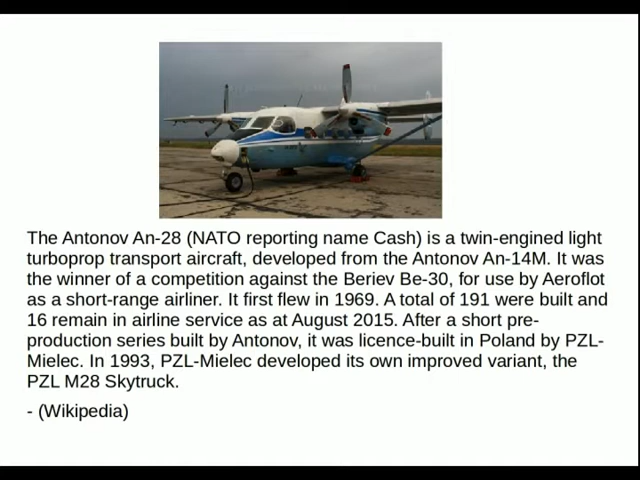 The Antonov An-28 (NATO reporting name Cash) is a twin-engined light
turboprop transport aircraft, developed from the Antonov An-14M. It was
the winner of a competition against the Beriev Be-30, for use by Aeroflot
as a short-range airliner. It first flew in 1969. A total of 191 were built and
16 remain in airline service as at August 2015. After a short pre-
production series built by Antonov, it was licence-built in Poland by PZL-
Mielec. In 1993, PZL-Mielec developed its own improved variant, the
PZL M28 Skytruck.
- (Wikipedia)